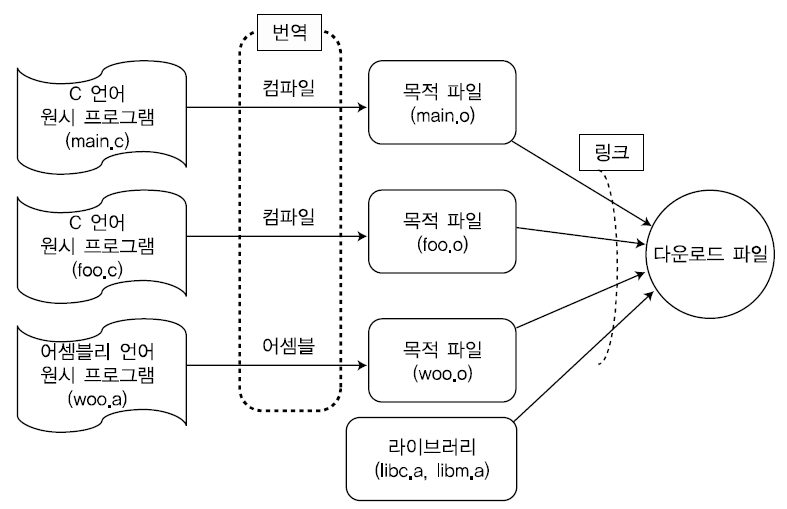 번역
C 언어
원시 프로그램
(main.c)
컴파일
목적 파일
(main.o)
링크
C 언어
원시 프로그램
(foo.c)
컴파일
목적 파일
(foo.o)
다운로드 파일
어셈블리 언어
원시 프로그램
(woo.a)
어셈블
목적 파일
(woo.o)
라이브러리
(libc.a, libm.a)